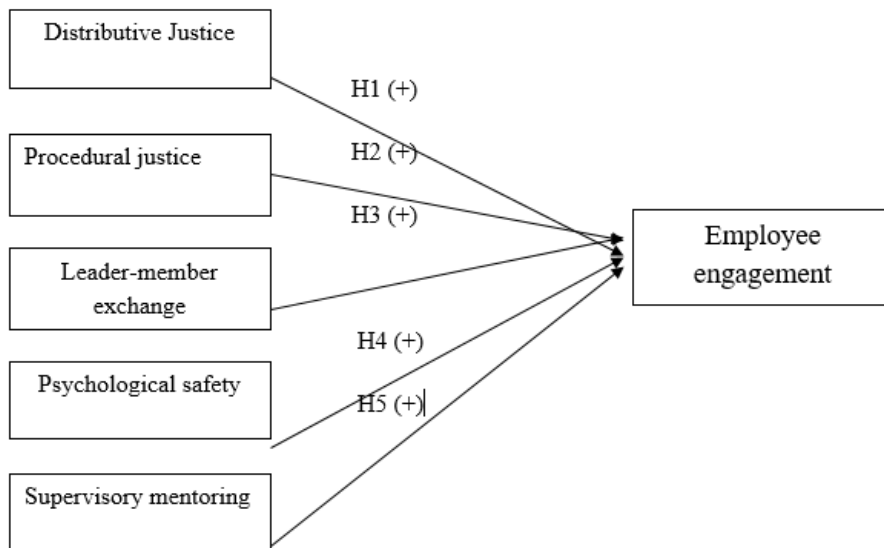 Distributive Justice
H1 (+)
Procedural justice
H2 (+)
H3 (+)
Employee
engagement
Leader-member
exchange
H4 (+)
Psychological safety
H5 (+)
Supervisory mentoring